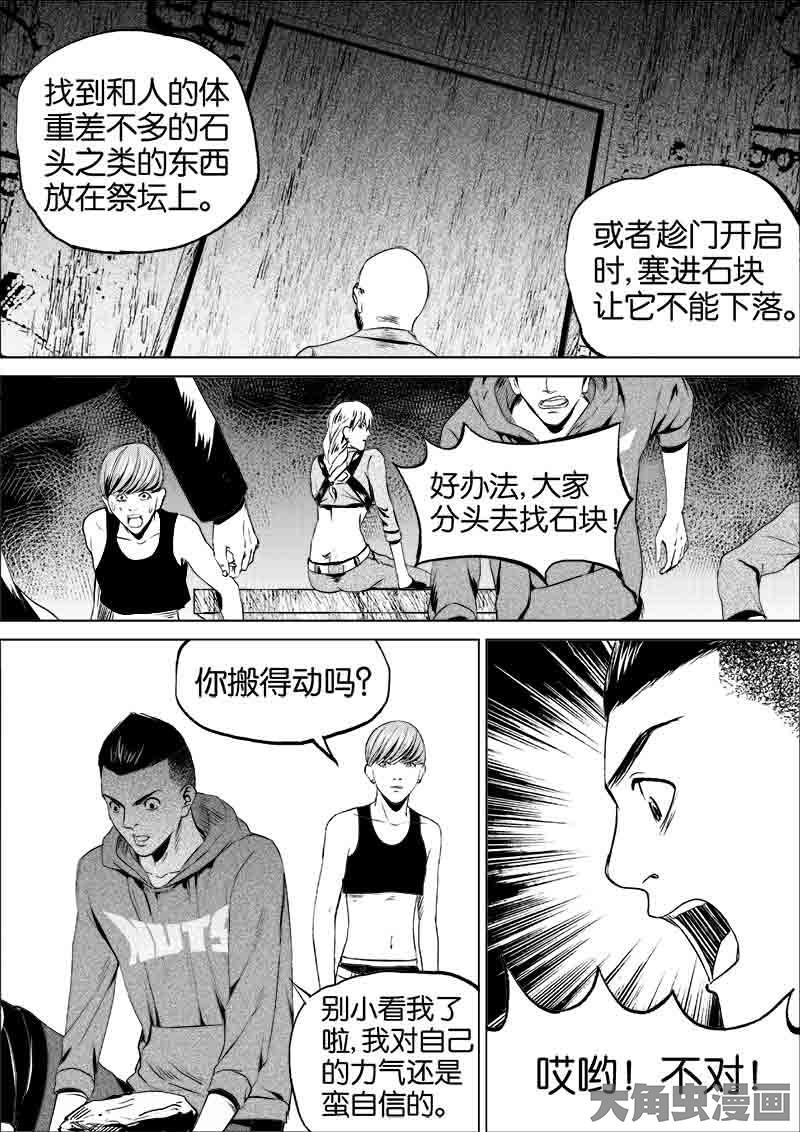 找到和人的体
重差不多的石
头之类的东西
放在祭坛上。
或者趁门开启
时,塞进石块
让它不能下落。
好办法,大家
分头去找石块!
你搬得动吗?
NUTS
别小看我了
啦,我对自己
的力气还是
蛮自信的。
哎哟!不对!
大角虫漫画